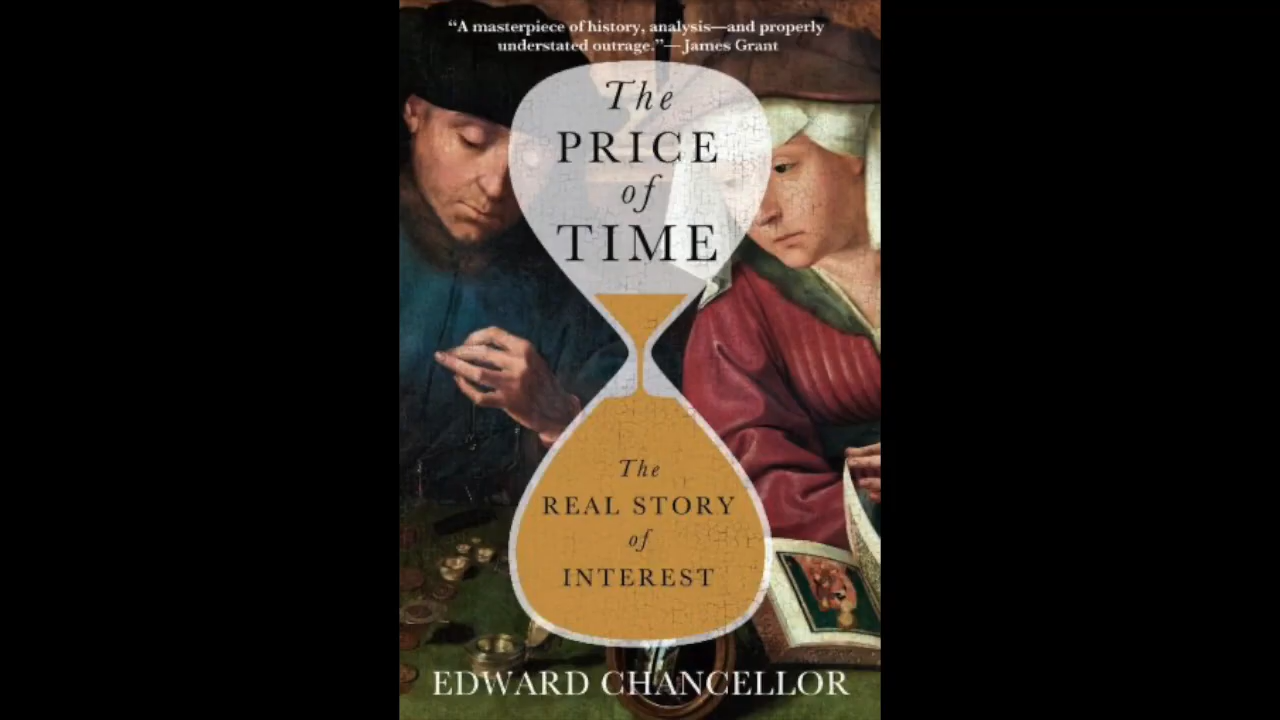 “A masterpiece of history, analysis—and properly
understated outrage.”—James Grant
The
PRICE
of
TIME
The
REAL STORY
of
INTEREST
EDWARD CHANCELLOR